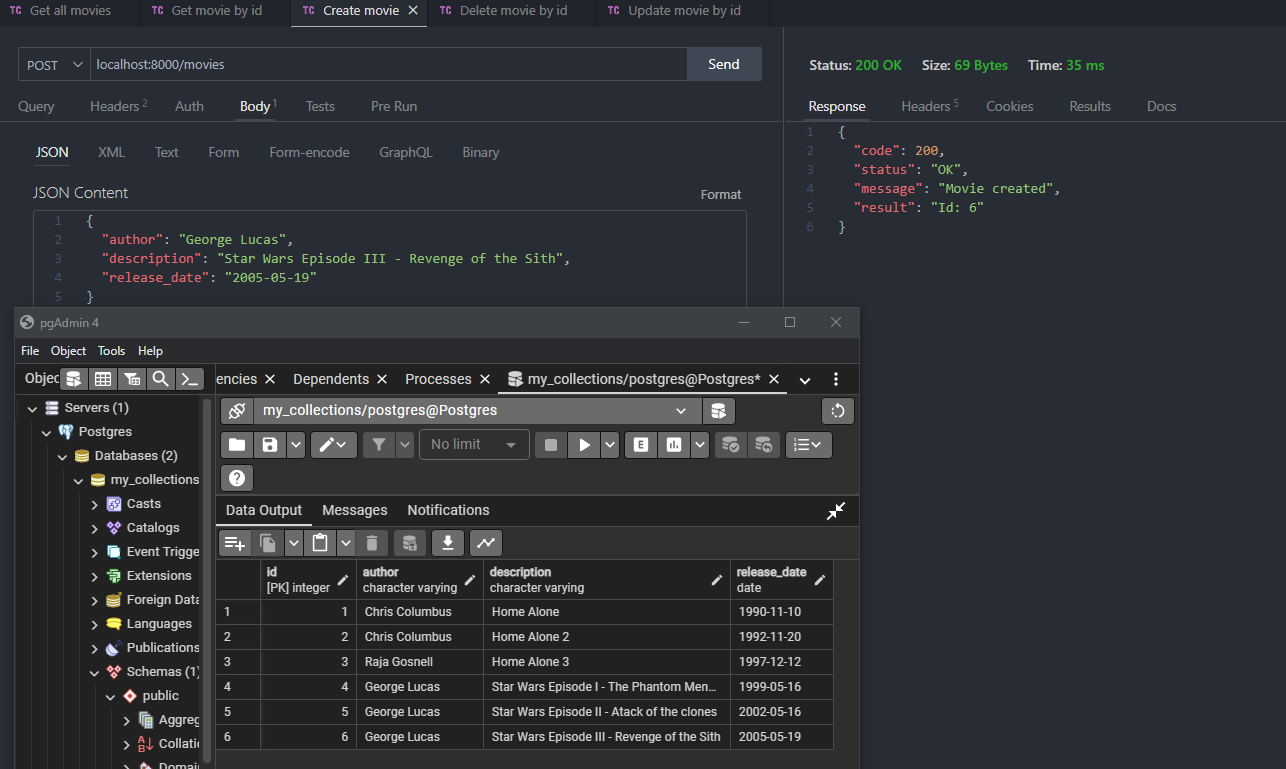 TC Get all movies TC Get movie by id TC Create movie TC Delete movie by id TC Update movie by id
POST localhost:8000/movies Send
Query Headers 2 Auth Body 1 Tests Pre Run
JSON XML Text Form Form-encode GraphQL Binary
JSON Content Format
1 {
2 "author": "George Lucas",
3 "description": "Star Wars Episode III - Revenge of the Sith",
4 "release_date": "2005-05-19"
5 }
Status: 200 OK Size: 69 Bytes Time: 35 ms
Response Headers 5 Cookies Results Docs
1 {
2 "code": 200,
3 "status": "OK",
4 "message": "Movie created",
5 "result": "Id: 6"
6 }
pgAdmin 4
File Object Tools Help
Objec
Servers (1)
Postgres
Databases (2)
my_collections
Casts
Catalogs
Event Trigge
Extensions
Foreign Data
Languages
Publications
Schemas (1)
public
Aggreg
Collatio
Domai
encies Dependents Processes my_collections/postgres@Postgres*
my_collections/postgres@Postgres
No limit E
Data Output Messages Notifications
id author description release_date
[PK] integer character varying character varying date
1 1 Chris Columbus Home Alone 1990-11-10
2 2 Chris Columbus Home Alone 2 1992-11-20
3 3 Raja Gosnell Home Alone 3 1997-12-12
4 4 George Lucas Star Wars Episode I - The Phantom Men... 1999-05-16
5 5 George Lucas Star Wars Episode II - Atack of the clones 2002-05-16
6 6 George Lucas Star Wars Episode III - Revenge of the Sith 2005-05-19